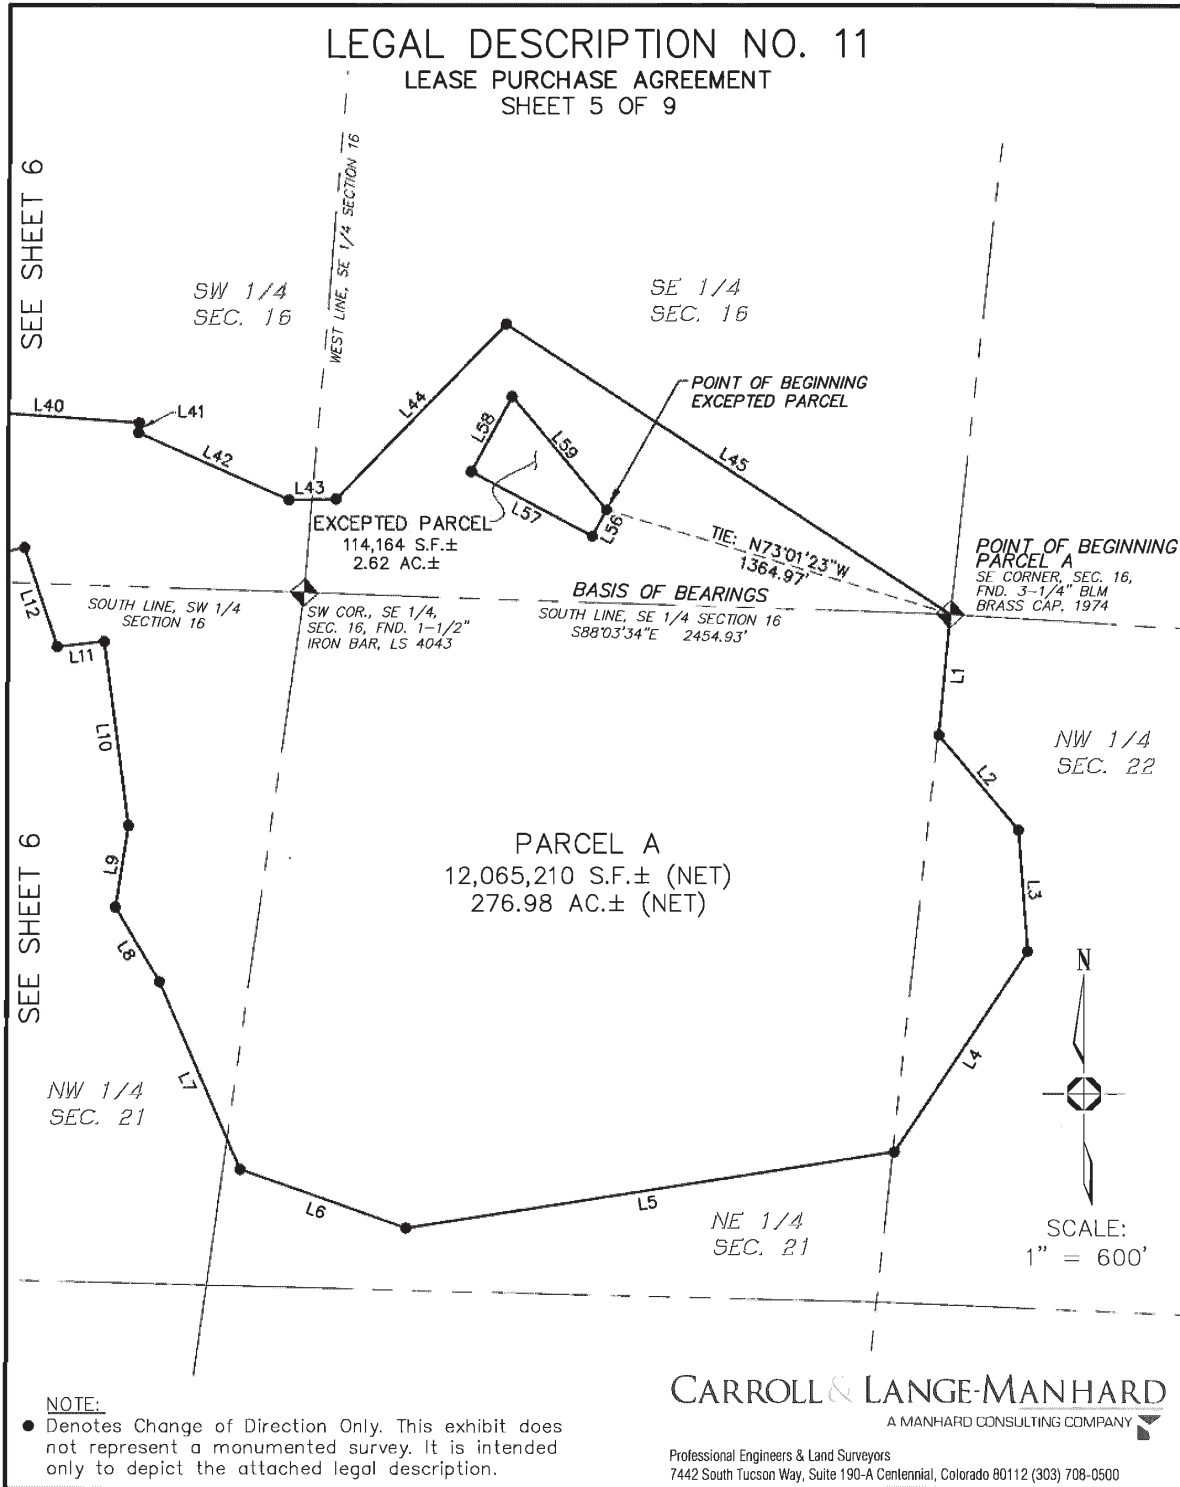 LEGAL DESCRIPTION NO. 11
LEASE PURCHASE AGREEMENT
SHEET 5 OF 9
SEE SHEET 6
WEST LINE, SE 1/4 SECTION 16
SW 1/4
SEC. 16
SE 1/4
SEC. 16
POINT OF BEGINNING
EXCEPTED PARCEL
L40
L41
L42
L43
L44
L45
L58
L59
L57
L56
EXCEPTED PARCEL
114,164 S.F.±
2.62 AC.±
TIE: N73°01'23"W
1364.97'
POINT OF BEGINNING
PARCEL A
SE CORNER, SEC. 16,
FND. 3-1/4" BLM
BRASS CAP, 1974
BASIS OF BEARINGS
SOUTH LINE, SE 1/4 SECTION 16
S88°03'34"E 2454.93'
SOUTH LINE, SW 1/4
SECTION 16
SW COR., SE 1/4,
SEC. 16, FND. 1-1/2"
IRON BAR, LS 4043
L12
L11
L10
L9
L8
L7
L6
L5
L4
L3
L2
L1
NW 1/4
SEC. 22
PARCEL A
12,065,210 S.F.± (NET)
276.98 AC.± (NET)
SEE SHEET 6
N
NW 1/4
SEC. 21
NE 1/4
SEC. 21
SCALE:
1" = 600'
NOTE:
● Denotes Change of Direction Only. This exhibit does
not represent a monumented survey. It is intended
only to depict the attached legal description.
CARROLL & LANGE-MANHARD
A MANHARD CONSULTING COMPANY
Professional Engineers & Land Surveyors
7442 South Tucson Way, Suite 190-A Centennial, Colorado 80112 (303) 708-0500